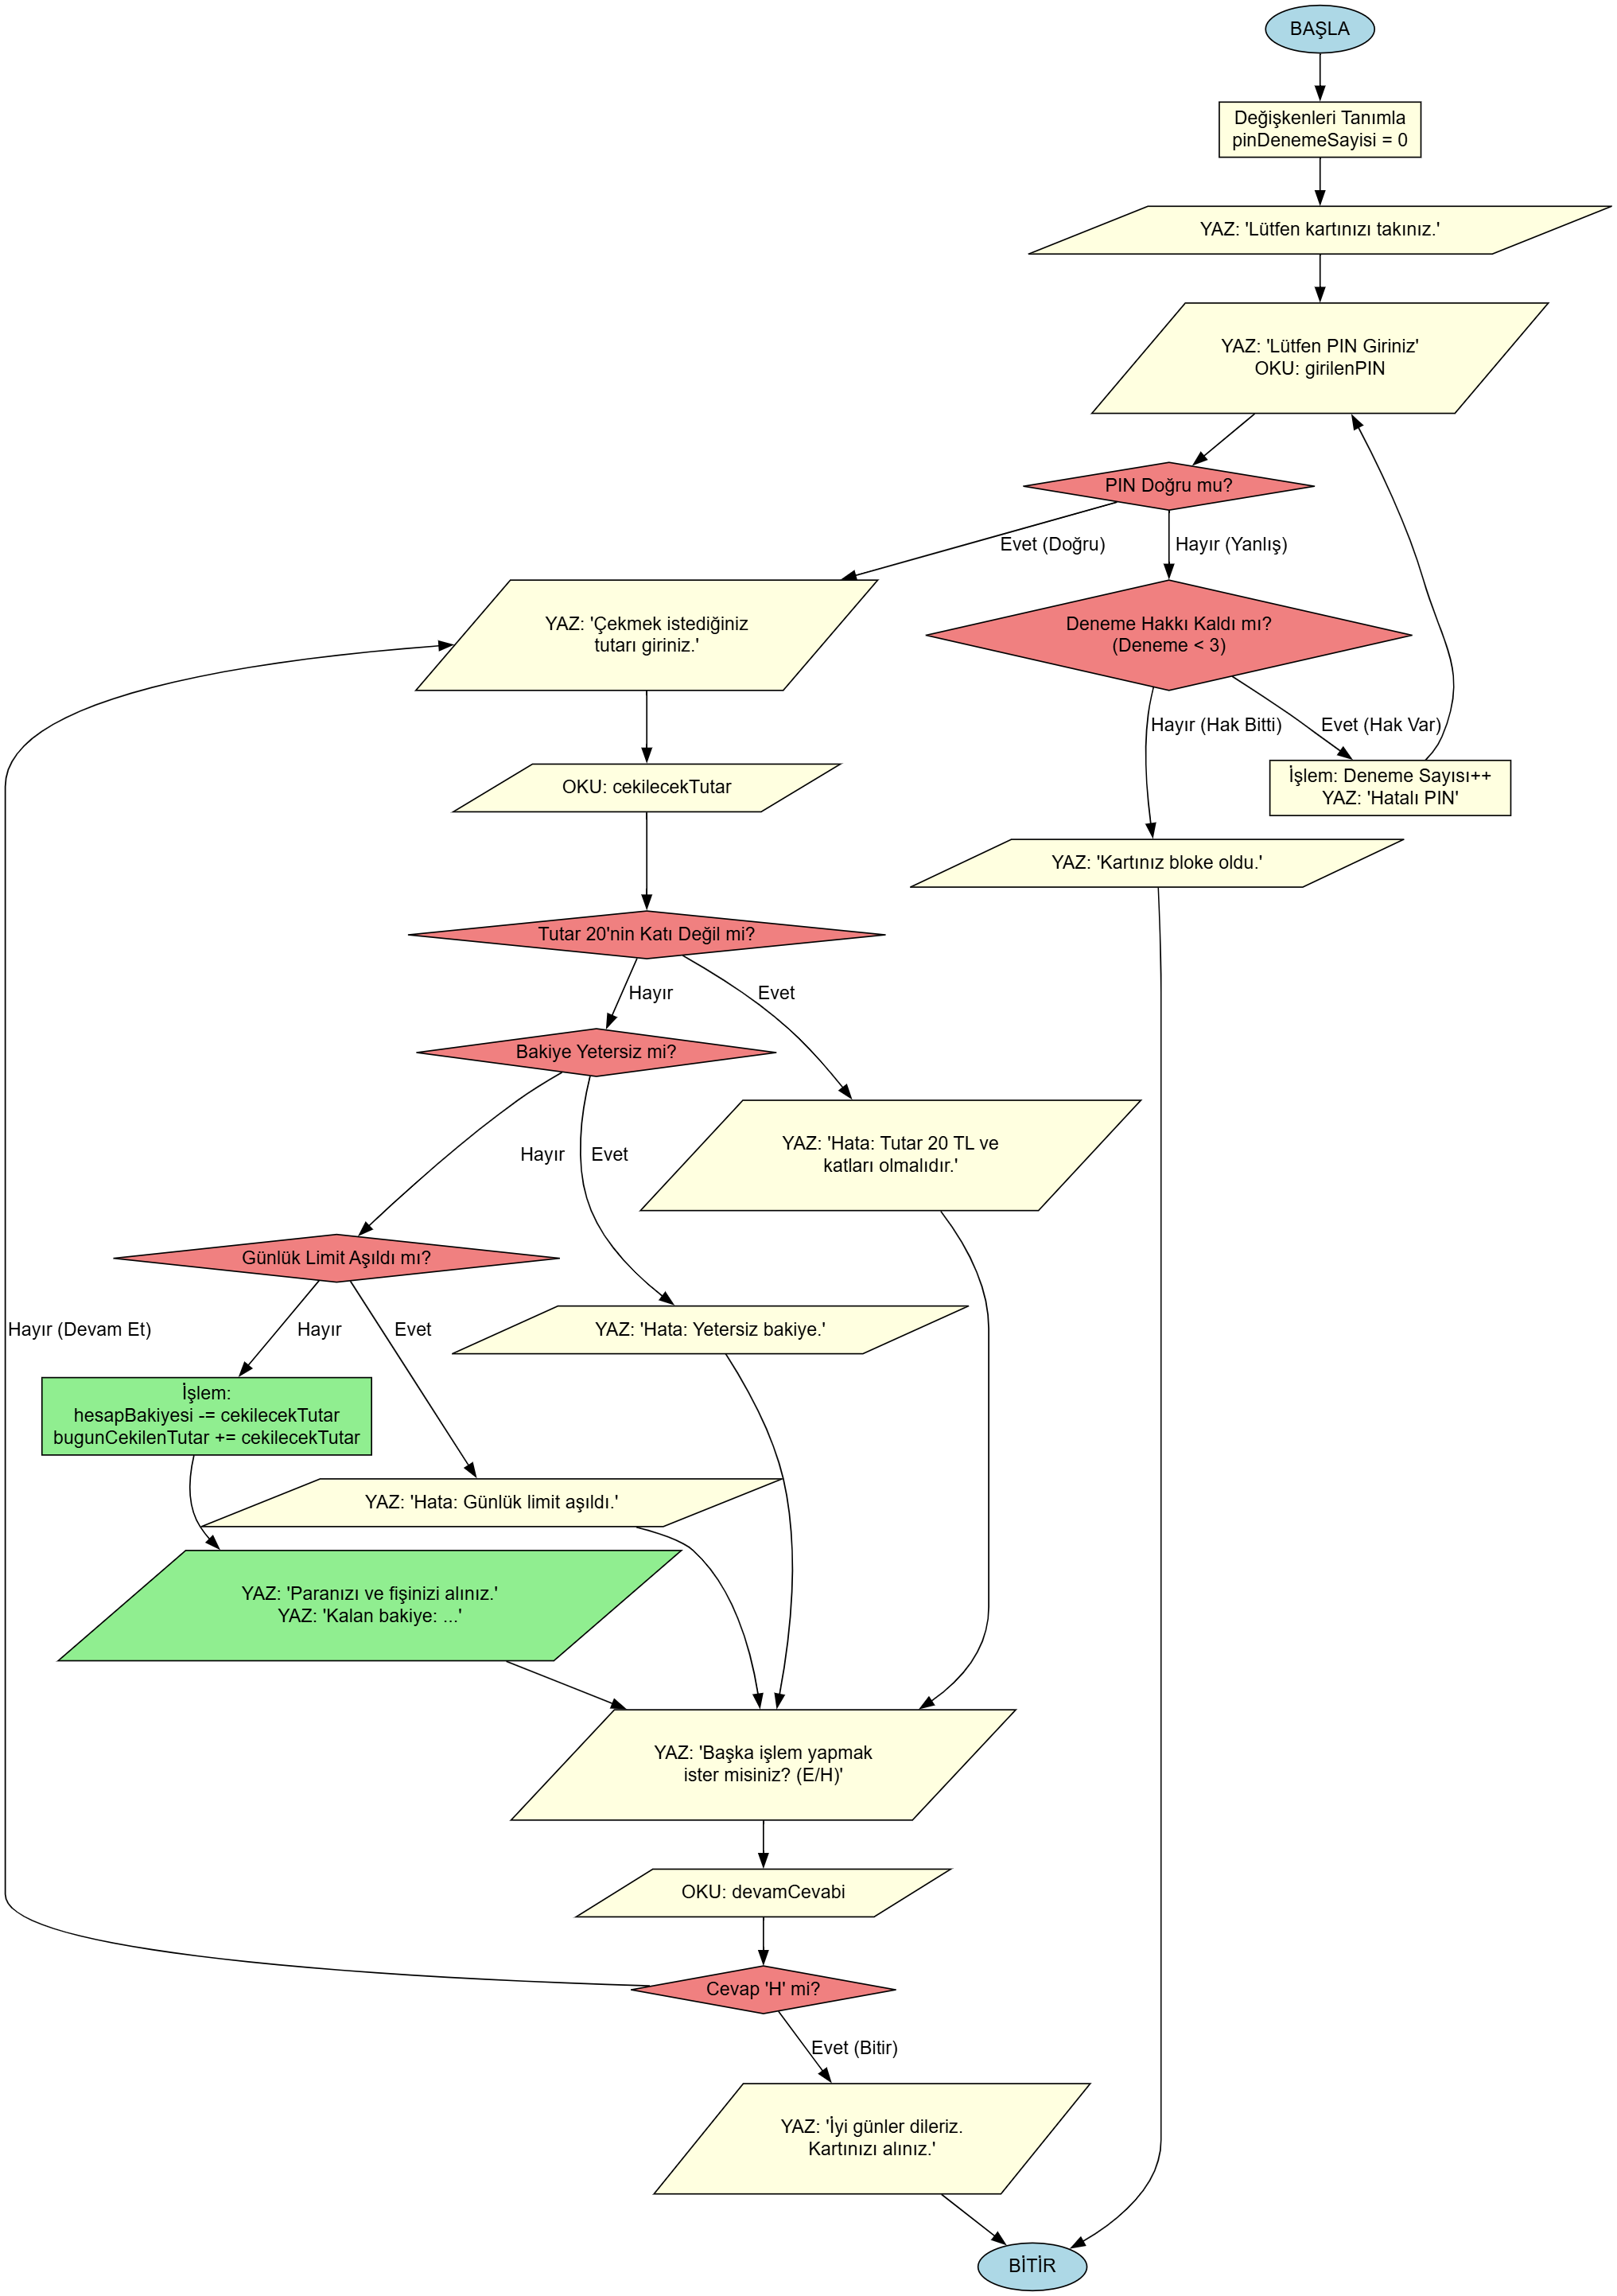 BAŞLA
Değişkenleri Tanımla
pinDenemeSayisi = 0
YAZ: 'Lütfen kartınızı takınız.'
YAZ: 'Lütfen PIN Giriniz'
OKU: girilenPIN
PIN Doğru mu?
Evet (Doğru)
Hayır (Yanlış)
YAZ: 'Çekmek istediğiniz
tutarı giriniz.'
Deneme Hakkı Kaldı mı?
(Deneme < 3)
Hayır (Hak Bitti)
Evet (Hak Var)
OKU: cekilecekTutar
İşlem: Deneme Sayısı++
YAZ: 'Hatalı PIN'
YAZ: 'Kartınız bloke oldu.'
Tutar 20'nin Katı Değil mi?
Hayır
Evet
Bakiye Yetersiz mi?
Hayır
Evet
YAZ: 'Hata: Tutar 20 TL ve
katları olmalıdır.'
Günlük Limit Aşıldı mı?
Hayır (Devam Et)
Hayır
Evet
YAZ: 'Hata: Yetersiz bakiye.'
İşlem:
hesapBakiyesi -= cekilecekTutar
bugunCekilenTutar += cekilecekTutar
YAZ: 'Hata: Günlük limit aşıldı.'
YAZ: 'Paranızı ve fişinizi alınız.'
YAZ: 'Kalan bakiye: ...'
YAZ: 'Başka işlem yapmak
ister misiniz? (E/H)'
OKU: devamCevabi
Cevap 'H' mi?
Evet (Bitir)
YAZ: 'İyi günler dileriz.
Kartınızı alınız.'
BİTİR